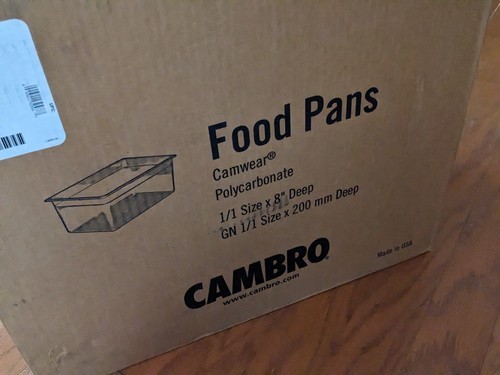 Food Pans
Camwear®
Polycarbonate
1/1 Size x 8" Deep
GN 1/1 Size x 200 mm Deep
CAMBRO®
www.cambro.com
Made in USA